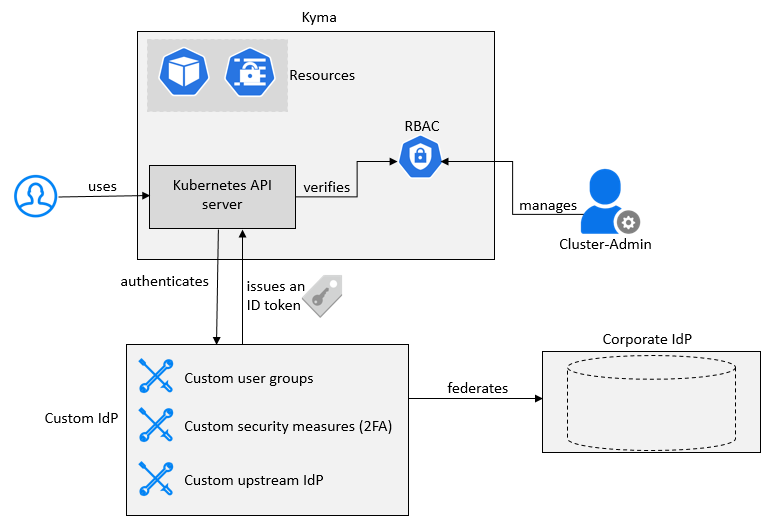 Kyma
Resources
RBAC
uses
Kubernetes API
server
verifies
manages
Cluster-Admin
authenticates
issues an
ID token
Corporate IdP
Custom user groups
federates
Custom IdP
Custom security measures (2FA)
Custom upstream IdP